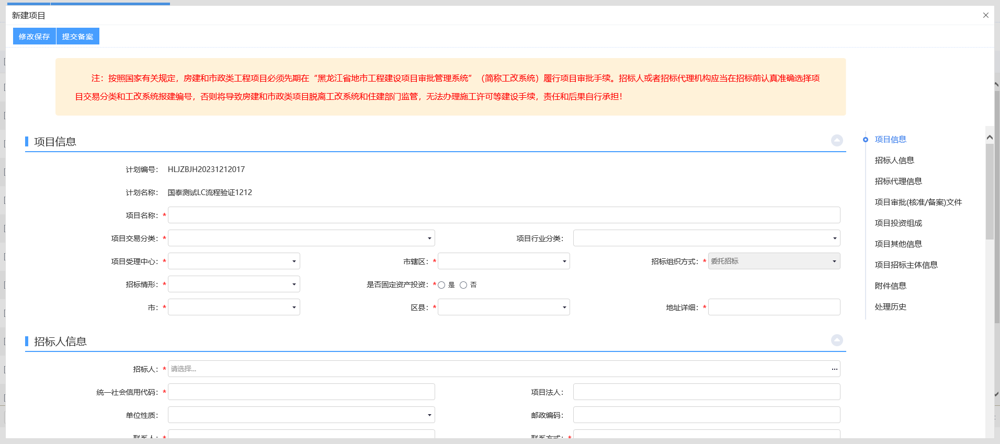 新建项目
修改保存 提交备案
注：按照国家有关规定，房建和市政类工程项目必须先期在“黑龙江省地市工程建设项目审批管理系统”（简称工改系统）履行项目审批手续。招标人或者招标代理机构应当在招标前认真准确选择项
目交易分类和工改系统报建编号，否则将导致房建和市政类项目脱离工改系统和住建部门监管，无法办理施工许可等建设手续，责任和后果自行承担！
项目信息
计划编号： HLJZBJH20231212017
计划名称： 国泰测试LC流程验证1212
项目名称：*
项目交易分类：* 项目行业分类：
项目受理中心：* 市辖区：* 招标组织方式：* 委托招标
招标情形：* 是否固定资产投资：* 是 否
市：* 区县：* 地址详细：*
招标人信息
招标人：* 请选择...
统一社会信用代码：* 项目法人：
单位性质： 邮政编码：
联系人：* 联系方式：*
项目信息
招标人信息
招标代理信息
项目审批(核准/备案)文件
项目投资组成
项目其他信息
项目招标主体信息
附件信息
处理历史